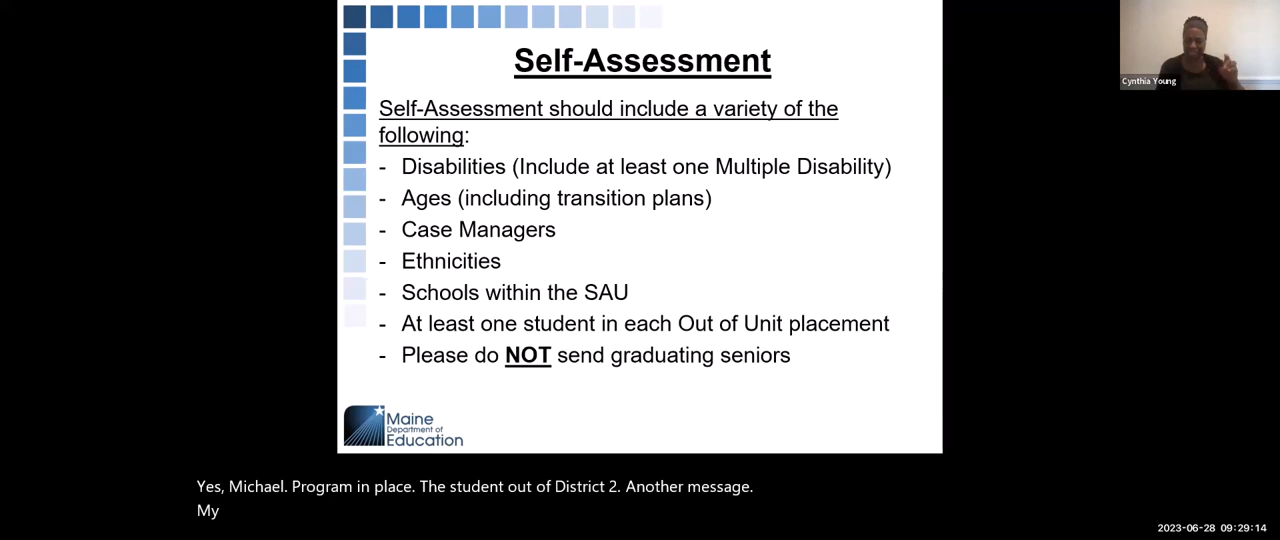 Self-Assessment
Self-Assessment should include a variety of the
following:
- Disabilities (Include at least one Multiple Disability)
- Ages (including transition plans)
- Case Managers
- Ethnicities
- Schools within the SAU
- At least one student in each Out of Unit placement
- Please do NOT send graduating seniors
Maine
Department of
Education
Cynthia Young
Yes, Michael. Program in place. The student out of District 2. Another message.
My
2023-06-28 09:29:14